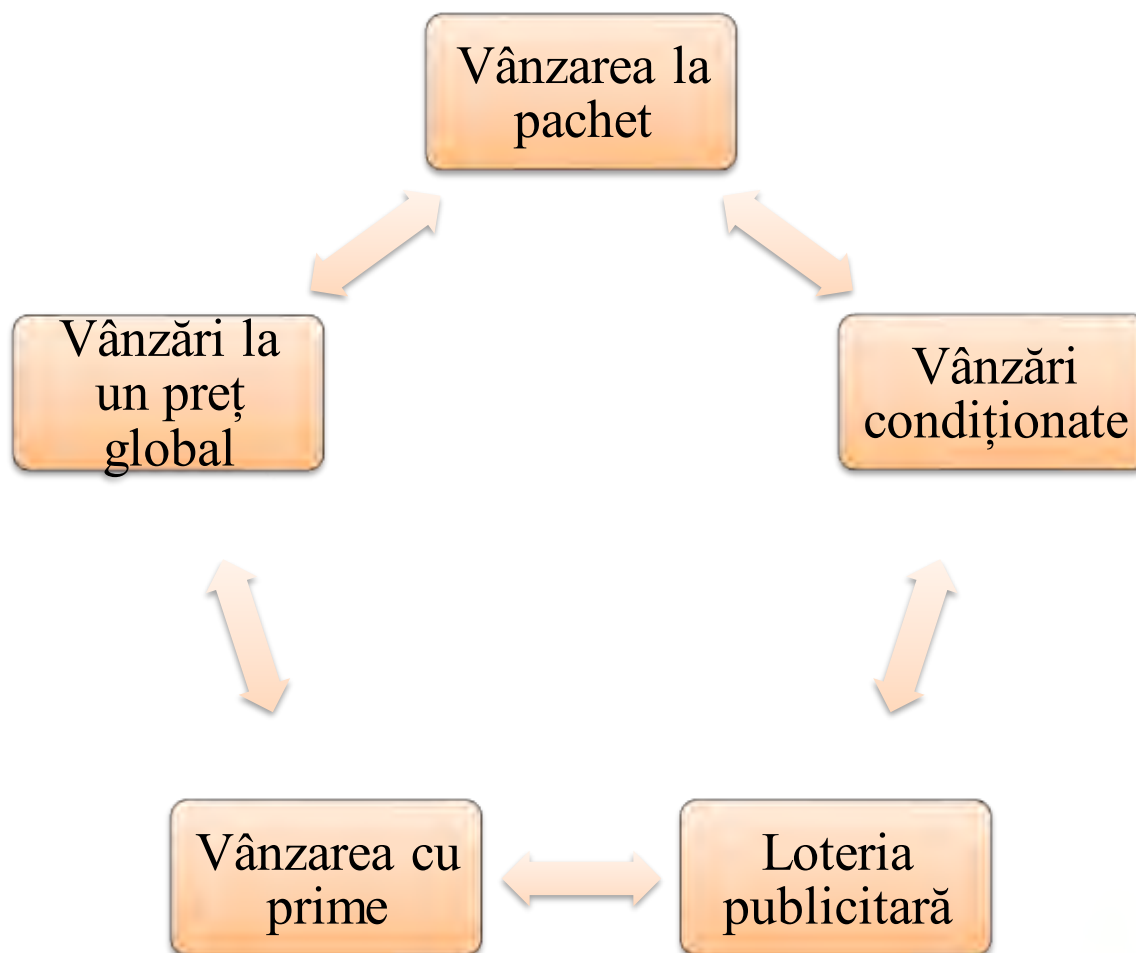 Vânzarea la
pachet
Vânzări la
un preț
global
Vânzări
condiționate
Vânzarea cu
prime
Loteria
publicitară